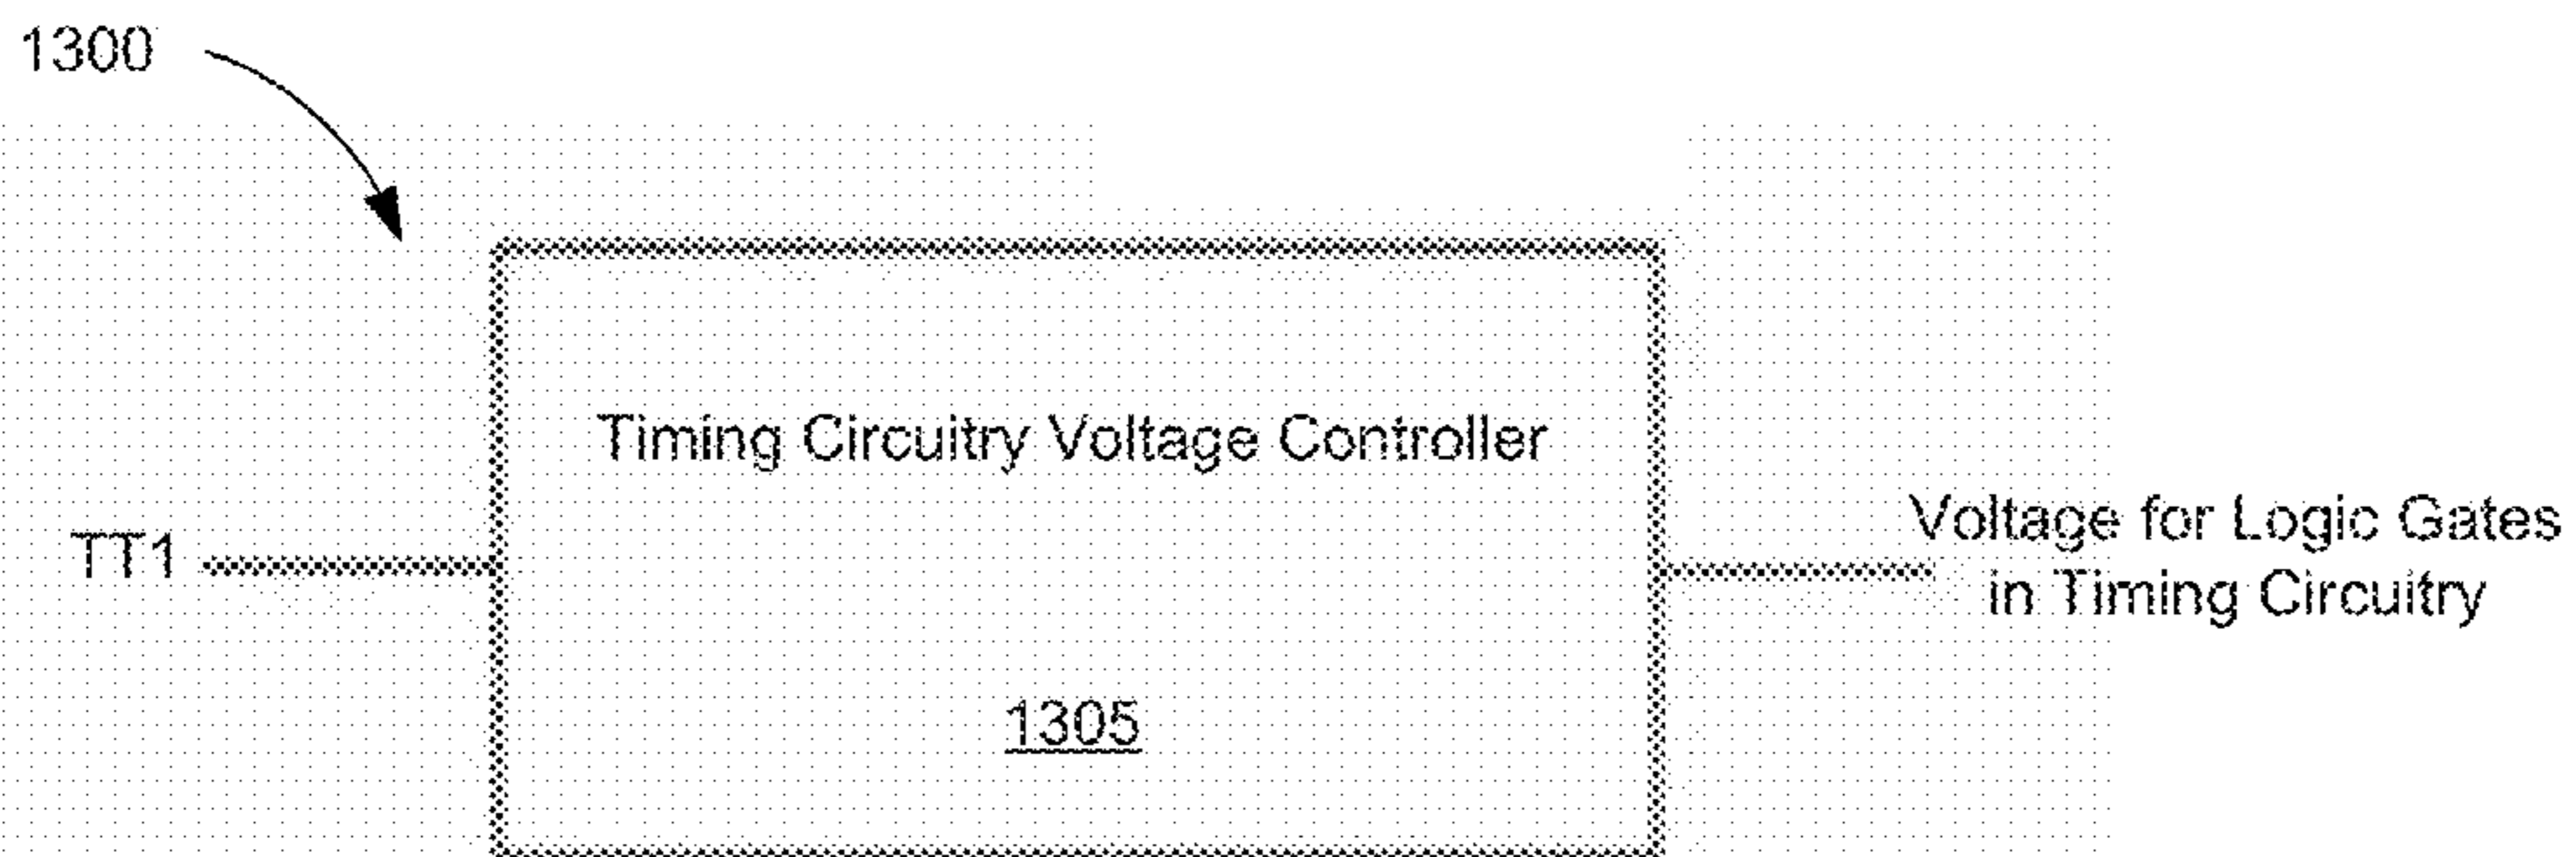 1300
Timing Circuitry Voltage Controller
TT1
Voltage for Logic Gates
in Timing Circuitry
1305